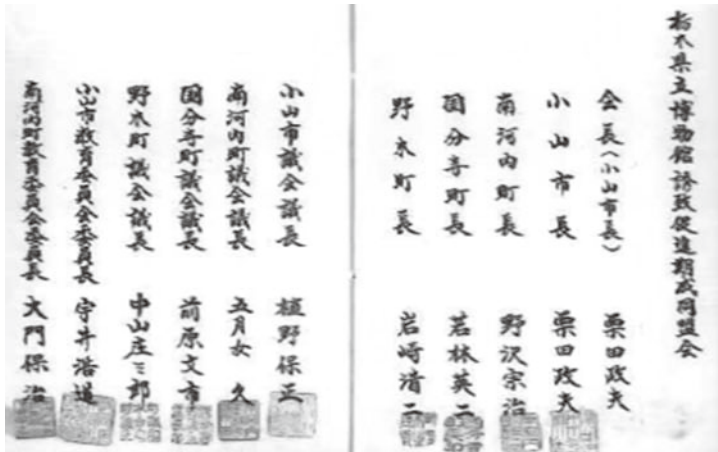 栃木県立博物館誘致促進期成同盟会
会長（小山市長） 栗田政夫
小山市長 栗田政夫
南河内町長 野沢宗治
国分寺町長 若林英二
野木町長 岩崎清二
小山市議会議長 植野保正
南河内町議会議長 五月女久
国分寺町議会議長 前原文市
野木町議会議長 中山庄三郎
小山市教育委員会委員長 宇井浩道
南河内町教育委員会委員長 大門保治